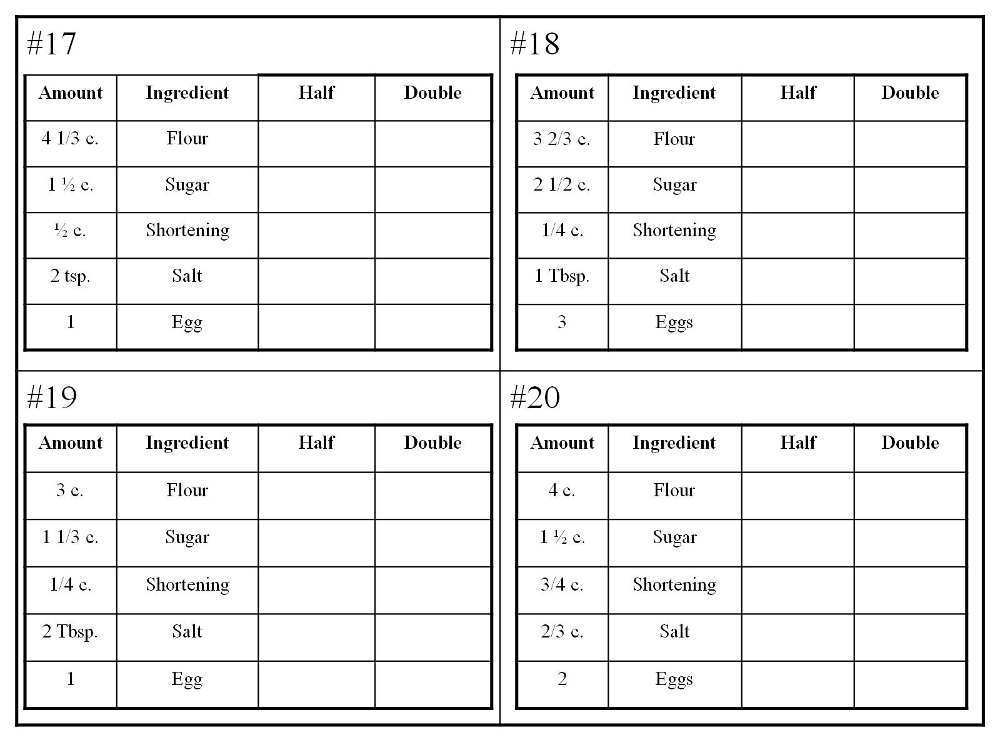 #17
Amount Ingredient Half Double
4 1/3 c. Flour
1 ½ c. Sugar
½ c. Shortening
2 tsp. Salt
1 Egg
#18
Amount Ingredient Half Double
3 2/3 c. Flour
2 1/2 c. Sugar
1/4 c. Shortening
1 Tbsp. Salt
3 Eggs
#19
Amount Ingredient Half Double
3 c. Flour
1 1/3 c. Sugar
1/4 c. Shortening
2 Tbsp. Salt
1 Egg
#20
Amount Ingredient Half Double
4 c. Flour
1 ½ c. Sugar
3/4 c. Shortening
2/3 c. Salt
2 Eggs